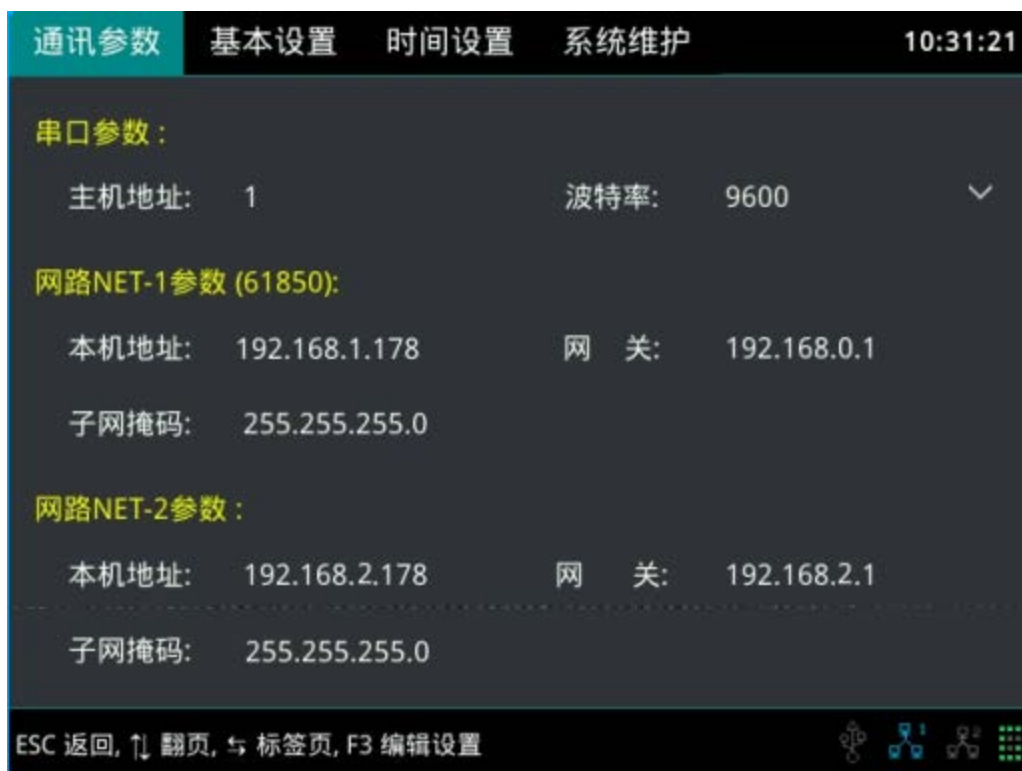 通讯参数 基本设置 时间设置 系统维护 10:31:21
串口参数：
主机地址: 1 波特率: 9600
网路NET-1参数 (61850):
本机地址: 192.168.1.178 网 关: 192.168.0.1
子网掩码: 255.255.255.0
网路NET-2参数：
本机地址: 192.168.2.178 网 关: 192.168.2.1
子网掩码: 255.255.255.0
ESC 返回, ⇅ 翻页, ⇆ 标签页, F3 编辑设置 1 2